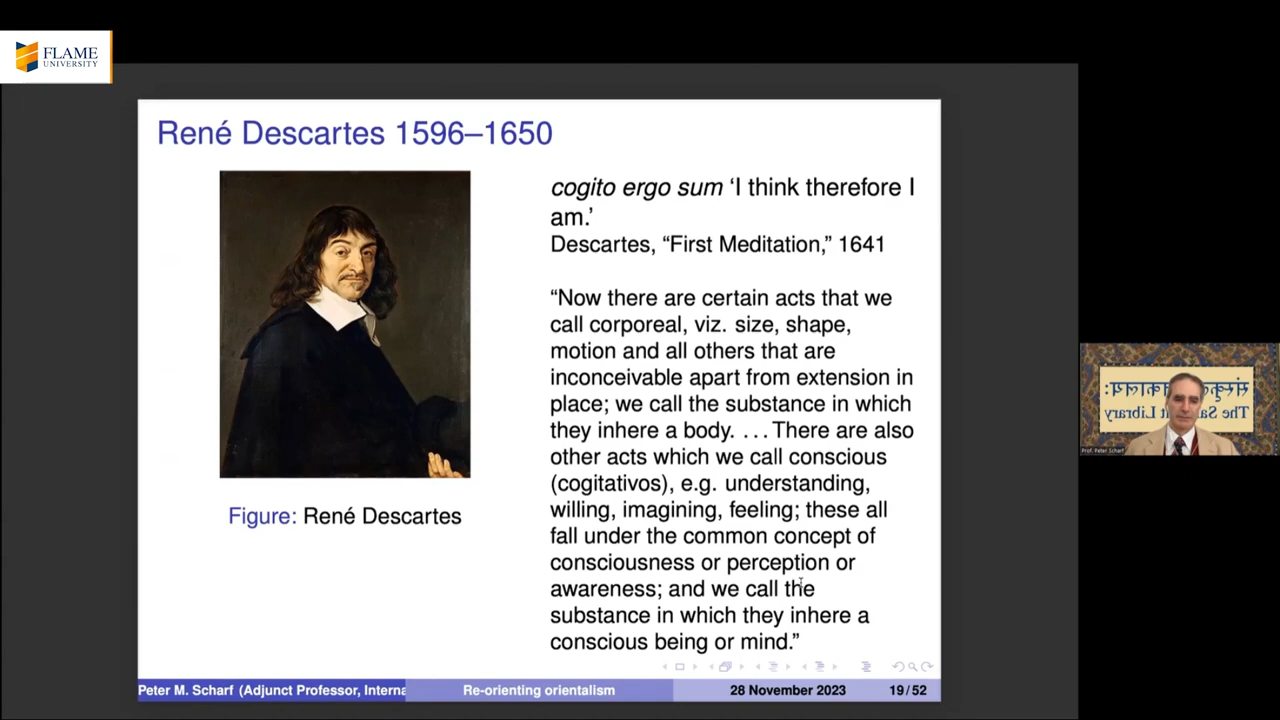 FLAME
UNIVERSITY
René Descartes 1596–1650
cogito ergo sum ‘I think therefore I
am.’
Descartes, “First Meditation,” 1641
“Now there are certain acts that we
call corporeal, viz. size, shape,
motion and all others that are
inconceivable apart from extension in
place; we call the substance in which
they inhere a body. . . . There are also
other acts which we call conscious
(cogitativos), e.g. understanding,
willing, imagining, feeling; these all
fall under the common concept of
consciousness or perception or
awareness; and we call the
substance in which they inhere a
conscious being or mind.”
Figure: René Descartes
Peter M. Scharf (Adjunct Professor, Interna
Re-orienting orientalism
28 November 2023
19 / 52
The Sa t Library
Prof. Peter Scharf